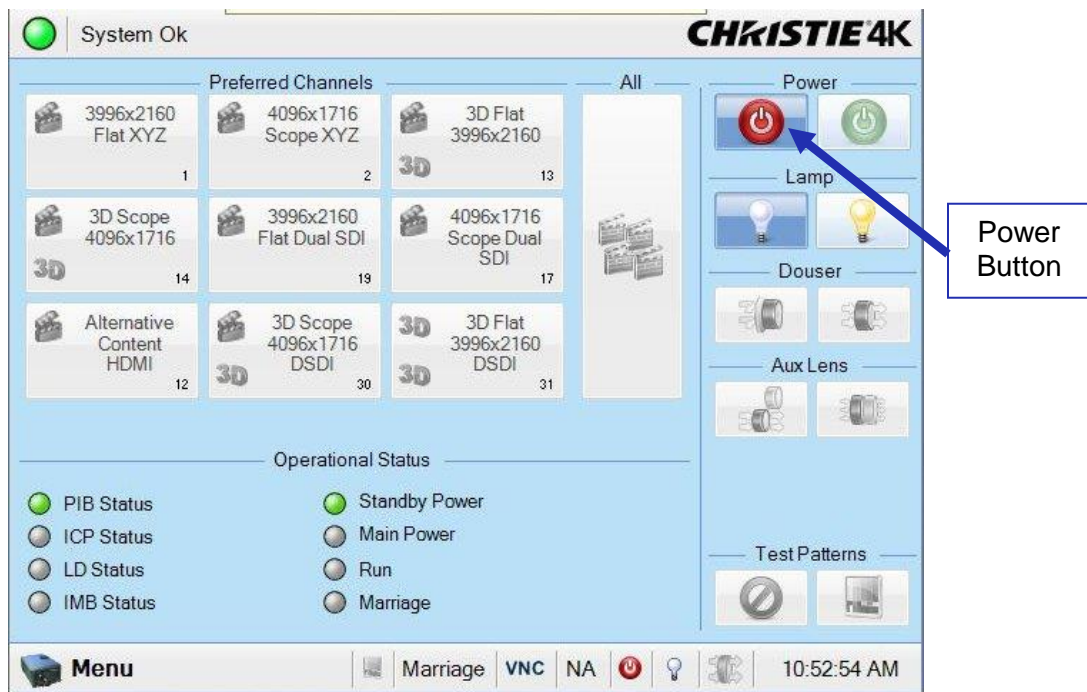 System Ok
CHRISTIE 4K
Preferred Channels
All
Power
3996x2160
Flat XYZ
1
4096x1716
Scope XYZ
2
3D Flat
3996x2160
3D
13
3D Scope
4096x1716
3D
14
3996x2160
Flat Dual SDI
19
4096x1716
Scope Dual
SDI
17
Alternative
Content
HDMI
12
3D Scope
4096x1716
DSDI
3D
30
3D
3D Flat
3996x2160
DSDI
3D
31
Lamp
Douser
Aux Lens
Power
Button
Operational Status
PIB Status
ICP Status
LD Status
IMB Status
Standby Power
Main Power
Run
Marriage
Test Patterns
Menu
Marriage
VNC
NA
10:52:54 AM